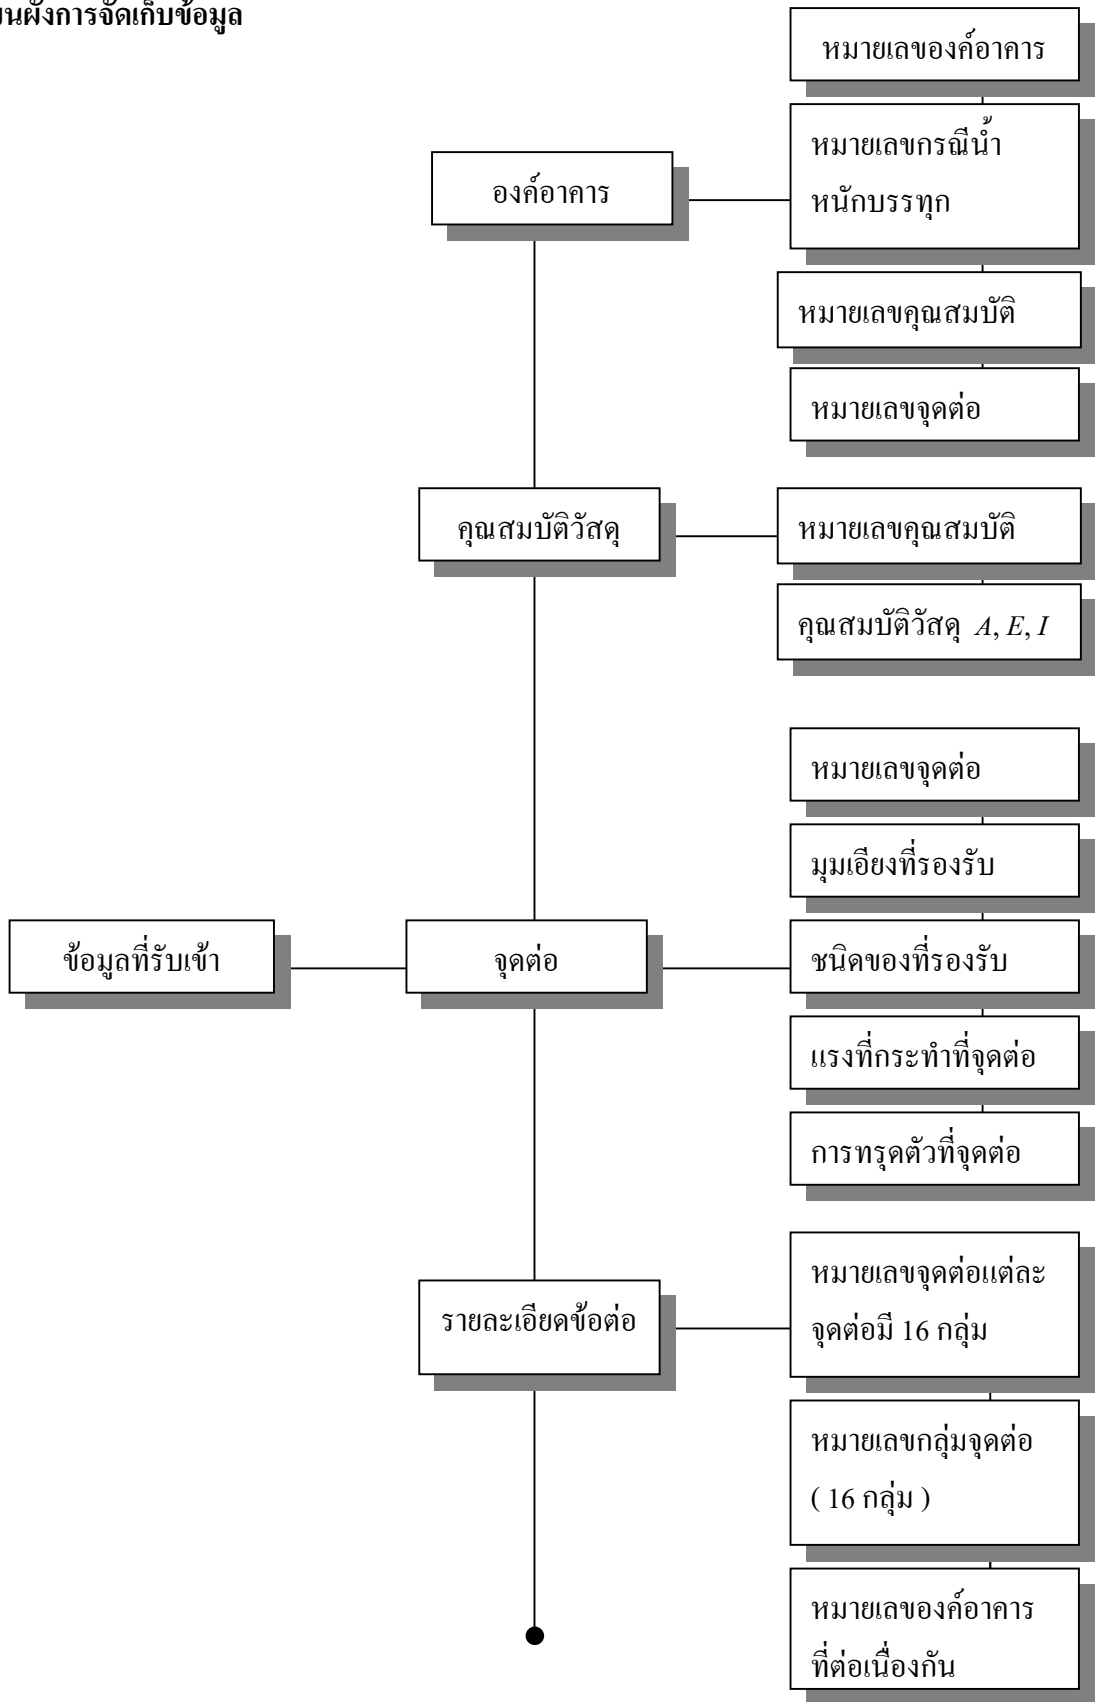 นผังการจัดเก็บข้อมูล
หมายเลของค์อาคาร
หมายเลขกรณีน้ำ
หนักบรรทุก
องค์อาคาร
หมายเลขคุณสมบัติ
หมายเลขจุดต่อ
คุณสมบัติวัสดุ
หมายเลขคุณสมบัติ
คุณสมบัติวัสดุ A, E, I
หมายเลขจุดต่อ
มุมเอียงที่รองรับ
ข้อมูลที่รับเข้า
จุดต่อ
ชนิดของที่รองรับ
แรงที่กระทำที่จุดต่อ
การทรุดตัวที่จุดต่อ
รายละเอียดข้อต่อ
หมายเลขจุดต่อแต่ละ
จุดต่อมี 16 กลุ่ม
หมายเลขกลุ่มจุดต่อ
( 16 กลุ่ม )
หมายเลของค์อาคาร
ที่ต่อเนื่องกัน